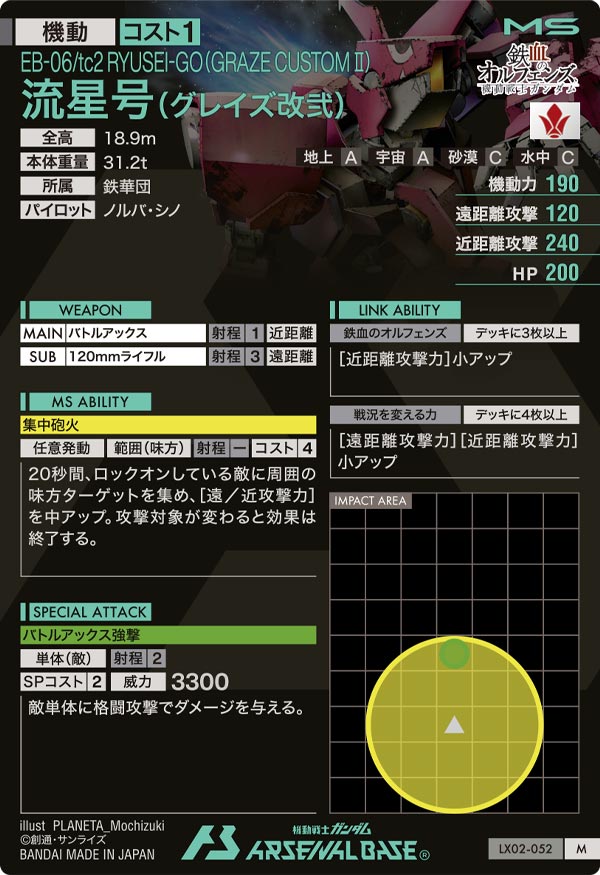 機動 コスト1 MS
EB-06/tc2 RYUSEI-GO(GRAZE CUSTOM II)
流星号(グレイズ改弐)
鉄血のオルフェンズ
機動戦士ガンダム
全高 18.9m
本体重量 31.2t
所属 鉄華団
パイロット ノルバ・シノ
地上 A 宇宙 A 砂漠 C 水中 C
機動力 190
遠距離攻撃 120
近距離攻撃 240
HP 200
WEAPON
MAIN バトルアックス 射程 1 近距離
SUB 120mmライフル 射程 3 遠距離
MS ABILITY
集中砲火
任意発動 範囲(味方) 射程 ー コスト 4
20秒間、ロックオンしている敵に周囲の
味方ターゲットを集め、[遠/近攻撃力]
を中アップ。攻撃対象が変わると効果は
終了する。
SPECIAL ATTACK
バトルアックス強撃
単体(敵) 射程 2
SPコスト 2 威力 3300
敵単体に格闘攻撃でダメージを与える。
LINK ABILITY
鉄血のオルフェンズ デッキに3枚以上
[近距離攻撃力]小アップ
戦況を変える力 デッキに4枚以上
[遠距離攻撃力][近距離攻撃力]
小アップ
IMPACT AREA
illust PLANETA_Mochizuki
©創通・サンライズ
BANDAI MADE IN JAPAN
機動戦士ガンダム
AB ARSENAL BASE®
LX02-052 M